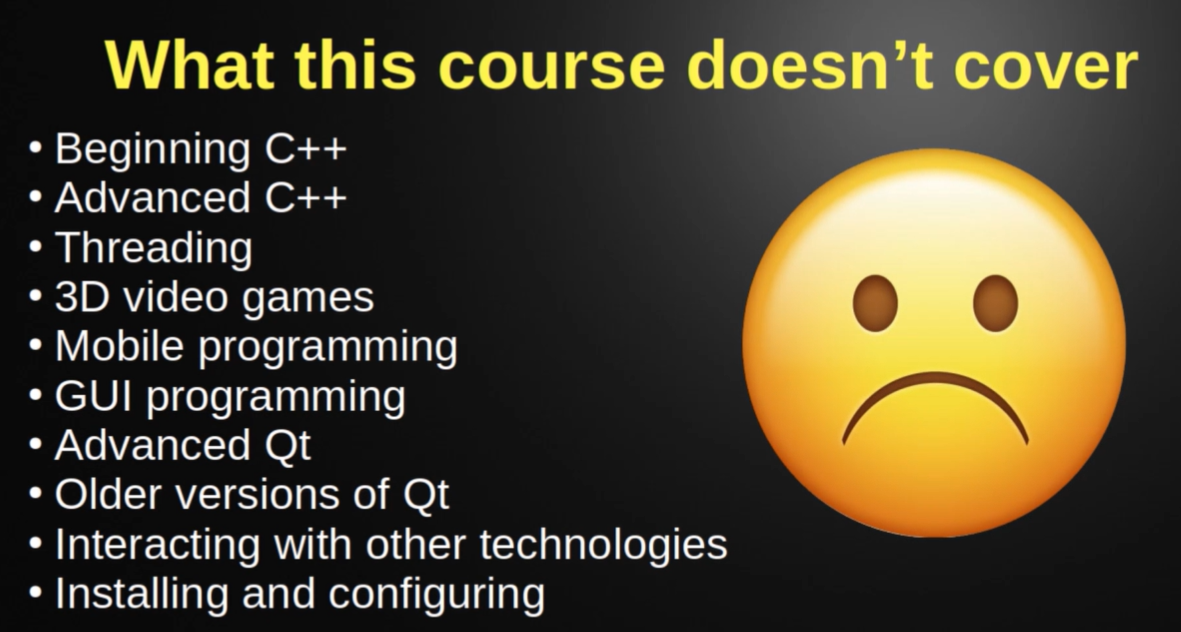 What this course doesn’t cover
• Beginning C++
• Advanced C++
• Threading
• 3D video games
• Mobile programming
• GUI programming
• Advanced Qt
• Older versions of Qt
• Interacting with other technologies
• Installing and configuring